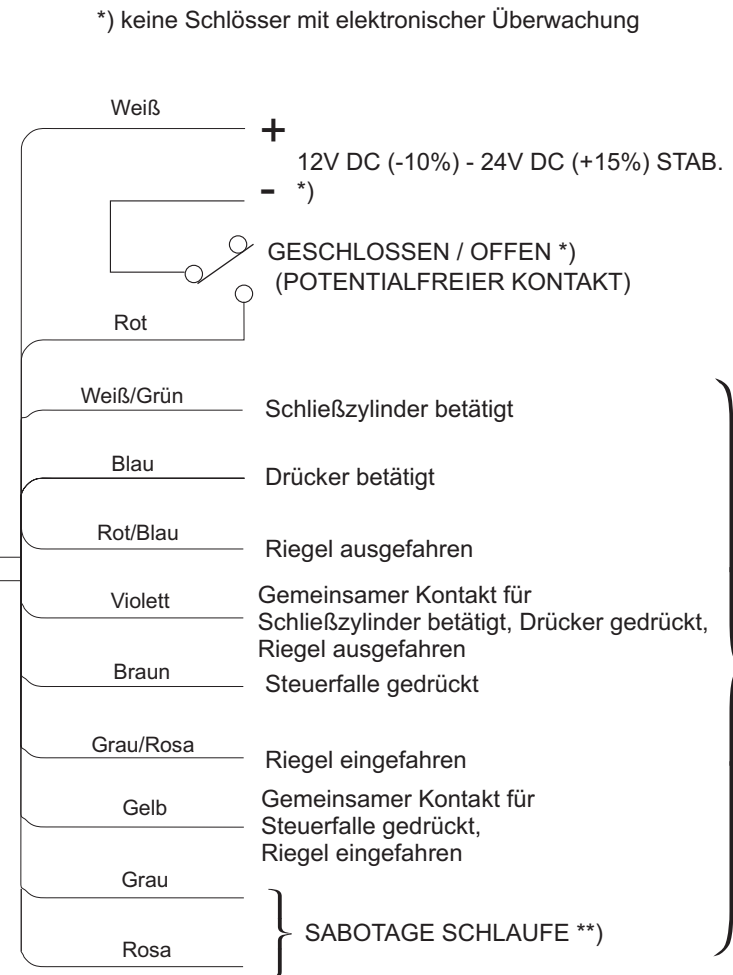 *) keine Schlösser mit elektronischer Überwachung
Weiß
+
12V DC (-10%) - 24V DC (+15%) STAB.
- *)
GESCHLOSSEN / OFFEN *)
(POTENTIALFREIER KONTAKT)
Rot
Weiß/Grün
Schließzylinder betätigt
Blau
Drücker betätigt
Rot/Blau
Riegel ausgefahren
Violett
Gemeinsamer Kontakt für
Schließzylinder betätigt, Drücker gedrückt,
Riegel ausgefahren
Braun
Steuerfalle gedrückt
Grau/Rosa
Riegel eingefahren
Gelb
Gemeinsamer Kontakt für
Steuerfalle gedrückt,
Riegel eingefahren
Grau
SABOTAGE SCHLAUFE **)
Rosa